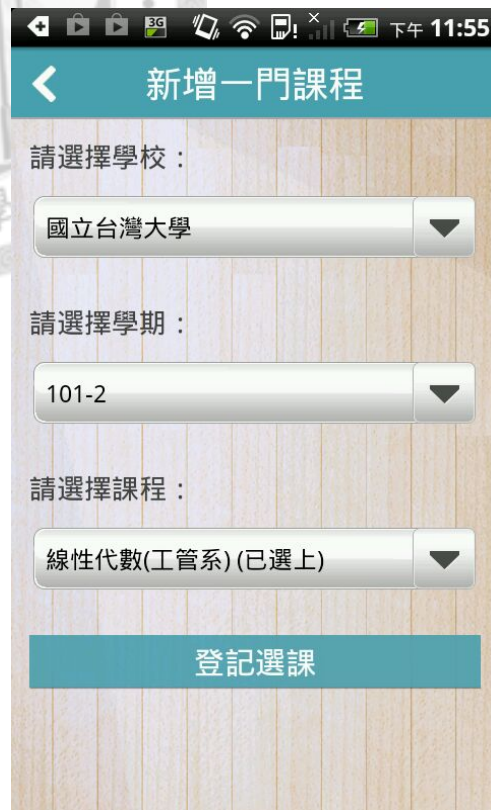 3G
下午 11:55
新增一門課程
請選擇學校：
國立台灣大學
請選擇學期：
101-2
請選擇課程：
線性代數(工管系) (已選上)
登記選課